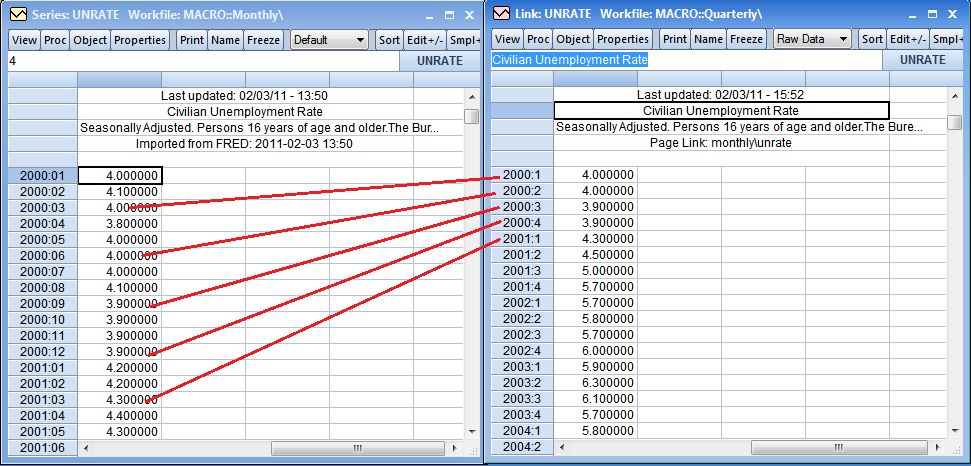 Series: UNRATE Workfile: MACRO::Monthly\
View Proc Object Properties Print Name Freeze Default Sort Edit+/- Smpl+
4 UNRATE
Last updated: 02/03/11 - 13:50
Civilian Unemployment Rate
Seasonally Adjusted. Persons 16 years of age and older.The Bur...
Imported from FRED: 2011-02-03 13:50
2000:01 4.000000
2000:02 4.100000
2000:03 4.000000
2000:04 3.800000
2000:05 4.000000
2000:06 4.000000
2000:07 4.000000
2000:08 4.100000
2000:09 3.900000
2000:10 3.900000
2000:11 3.900000
2000:12 3.900000
2001:01 4.200000
2001:02 4.200000
2001:03 4.300000
2001:04 4.400000
2001:05 4.300000
2001:06
Link: UNRATE Workfile: MACRO::Quarterly\
View Proc Object Properties Print Name Freeze Raw Data Sort Edit+/- Smpl+
Civilian Unemployment Rate UNRATE
Last updated: 02/03/11 - 15:52
Civilian Unemployment Rate
Seasonally Adjusted. Persons 16 years of age and older.The Bure...
Page Link: monthly\unrate
2000:1 4.000000
2000:2 4.000000
2000:3 3.900000
2000:4 3.900000
2001:1 4.300000
2001:2 4.500000
2001:3 5.000000
2001:4 5.700000
2002:1 5.700000
2002:2 5.800000
2002:3 5.700000
2002:4 6.000000
2003:1 5.900000
2003:2 6.300000
2003:3 6.100000
2003:4 5.700000
2004:1 5.800000
2004:2